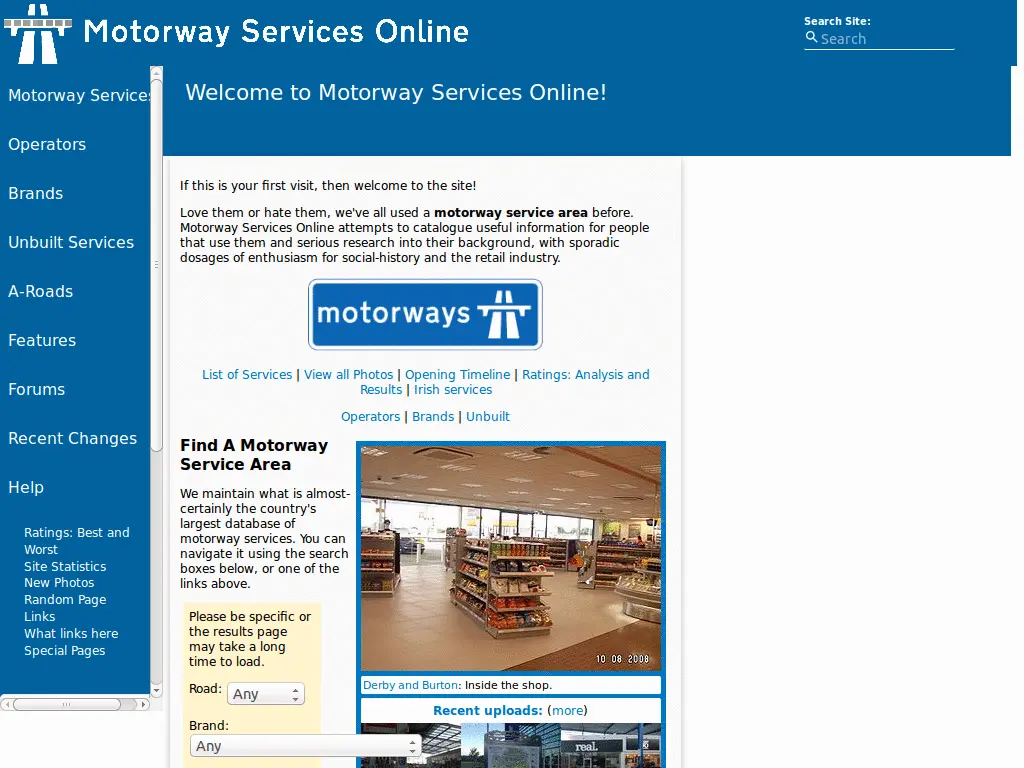 Motorway Services Online
Search Site:
Search
Motorway Services
Operators
Brands
Unbuilt Services
A-Roads
Features
Forums
Recent Changes
Help
Ratings: Best and
Worst
Site Statistics
New Photos
Random Page
Links
What links here
Special Pages
Welcome to Motorway Services Online!
If this is your first visit, then welcome to the site!
Love them or hate them, we've all used a motorway service area before.
Motorway Services Online attempts to catalogue useful information for people
that use them and serious research into their background, with sporadic
dosages of enthusiasm for social-history and the retail industry.
motorways
List of Services | View all Photos | Opening Timeline | Ratings: Analysis and
Results | Irish services
Operators | Brands | Unbuilt
Find A Motorway
Service Area
We maintain what is almost-
certainly the country's
largest database of
motorway services. You can
navigate it using the search
boxes below, or one of the
links above.
Please be specific or
the results page
may take a long
time to load.
Road: Any
Brand:
Any
10 08 2008
Derby and Burton: Inside the shop.
Recent uploads: (more)
real.